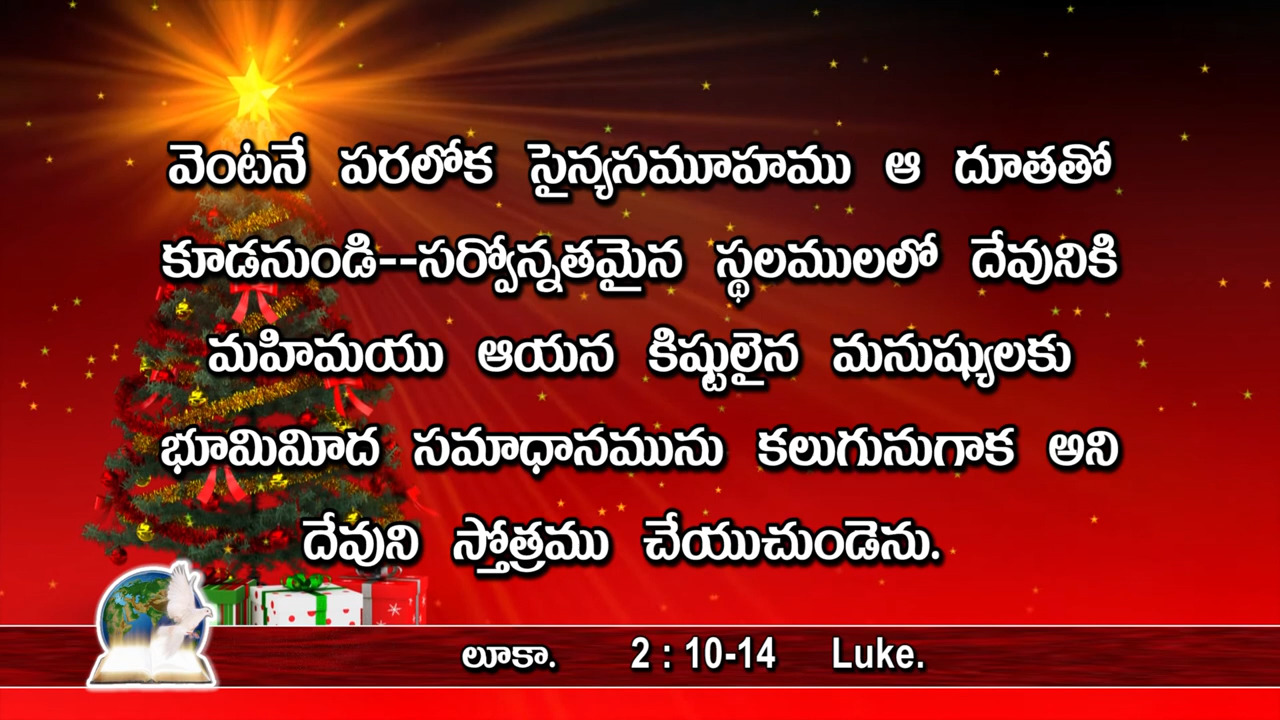 వెంటనే పరలోక సైన్యసమూహము ఆ దూతతో
కూడనుండి--సర్వోన్నతమైన స్థలములలో దేవునికి
మహిమయు ఆయన కిష్టులైన మనుష్యులకు
భూమిమీద సమాధానమును కలుగునుగాక అని
దేవుని స్తోత్రము చేయుచుండెను.
లూకా. 2 : 10-14 Luke.